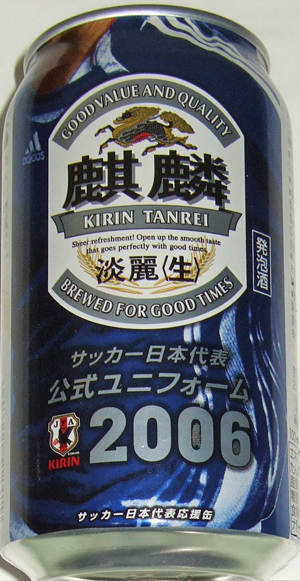 GOOD VALUE AND QUALITY
adidas
麒麟
KIRIN TANREI
Sheer refreshment! Open up the smooth taste
that goes perfectly with good times.
淡麗〈生〉
発泡酒
BREWED FOR GOOD TIMES
サッカー日本代表
公式ユニフォーム
2006
KIRIN
サッカー日本代表応援缶